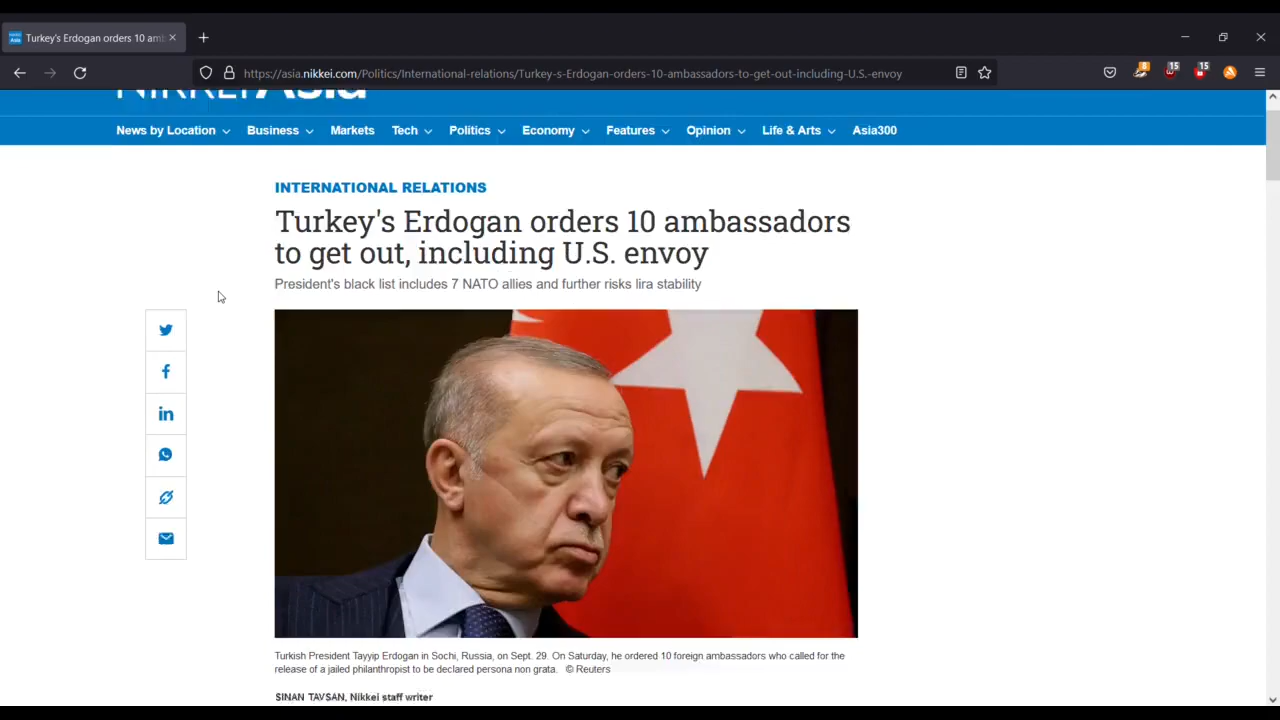 Turkey's Erdogan orders 10 amb
https://asia.nikkei.com/Politics/International-relations/Turkey-s-Erdogan-orders-10-ambassadors-to-get-out-including-U.S.-envoy
8
15
15
NIKKEI Asia
News by Location Business Markets Tech Politics Economy Features Opinion Life & Arts Asia300
INTERNATIONAL RELATIONS
Turkey's Erdogan orders 10 ambassadors
to get out, including U.S. envoy
President's black list includes 7 NATO allies and further risks lira stability
Turkish President Tayyip Erdogan in Sochi, Russia, on Sept. 29. On Saturday, he ordered 10 foreign ambassadors who called for the
release of a jailed philanthropist to be declared persona non grata. © Reuters
SINAN TAVSAN, Nikkei staff writer